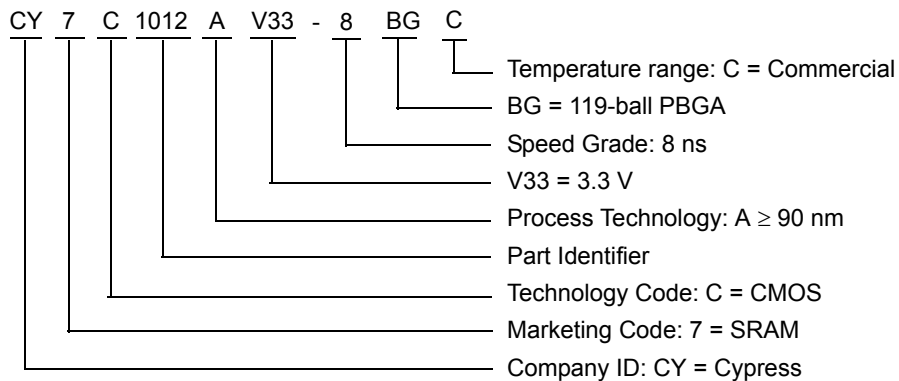 CY 7 C 1012 A V33 - 8 BG C
Temperature range: C = Commercial
BG = 119-ball PBGA
Speed Grade: 8 ns
V33 = 3.3 V
Process Technology: A ≥ 90 nm
Part Identifier
Technology Code: C = CMOS
Marketing Code: 7 = SRAM
Company ID: CY = Cypress